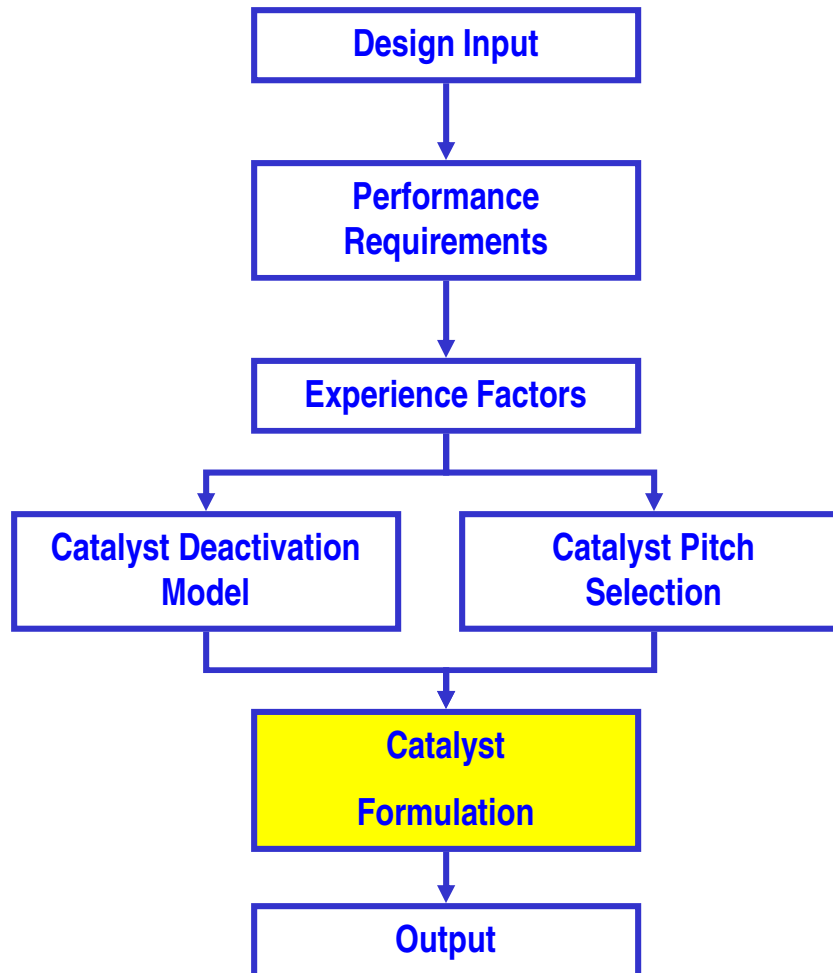 Design Input
Performance
Requirements
Experience Factors
Catalyst Deactivation
Model
Catalyst Pitch
Selection
Catalyst
Formulation
Output